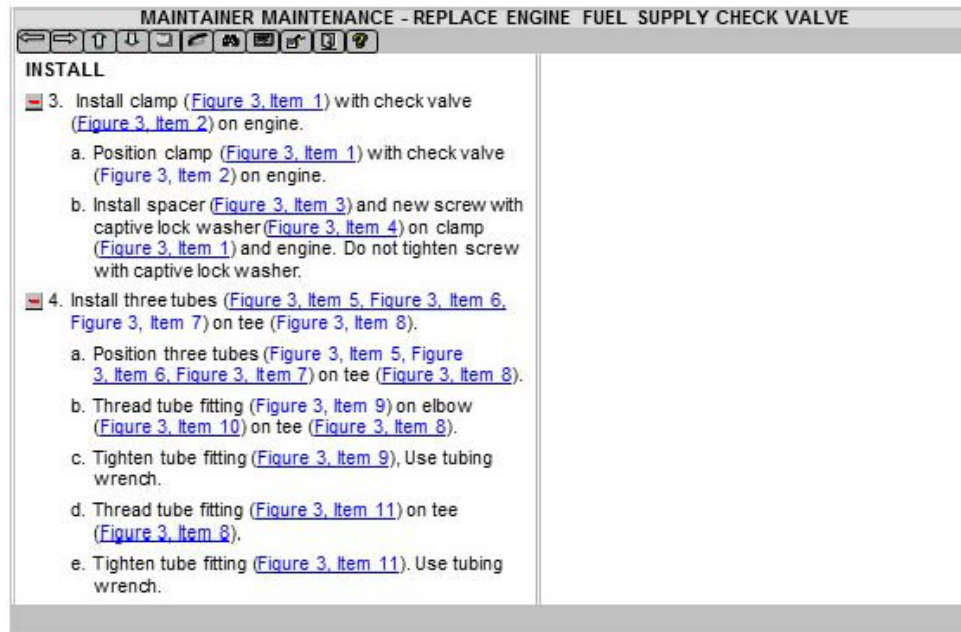 MAINTAINER MAINTENANCE - REPLACE ENGINE FUEL SUPPLY CHECK VALVE
INSTALL
3. Install clamp (Figure 3, Item 1) with check valve
(Figure 3, Item 2) on engine.
a. Position clamp (Figure 3, Item 1) with check valve
(Figure 3, Item 2) on engine.
b. Install spacer (Figure 3, Item 3) and new screw with
captive lock washer (Figure 3, Item 4) on clamp
(Figure 3, Item 1) and engine. Do not tighten screw
with captive lock washer.
4. Install three tubes (Figure 3, Item 5, Figure 3, Item 6,
Figure 3, Item 7) on tee (Figure 3, Item 8).
a. Position three tubes (Figure 3, Item 5, Figure
3, Item 6, Figure 3, Item 7) on tee (Figure 3, Item 8).
b. Thread tube fitting (Figure 3, Item 9) on elbow
(Figure 3, Item 10) on tee (Figure 3, Item 8).
c. Tighten tube fitting (Figure 3, Item 9), Use tubing
wrench.
d. Thread tube fitting (Figure 3, Item 11) on tee
(Figure 3, Item 8).
e. Tighten tube fitting (Figure 3, Item 11). Use tubing
wrench.